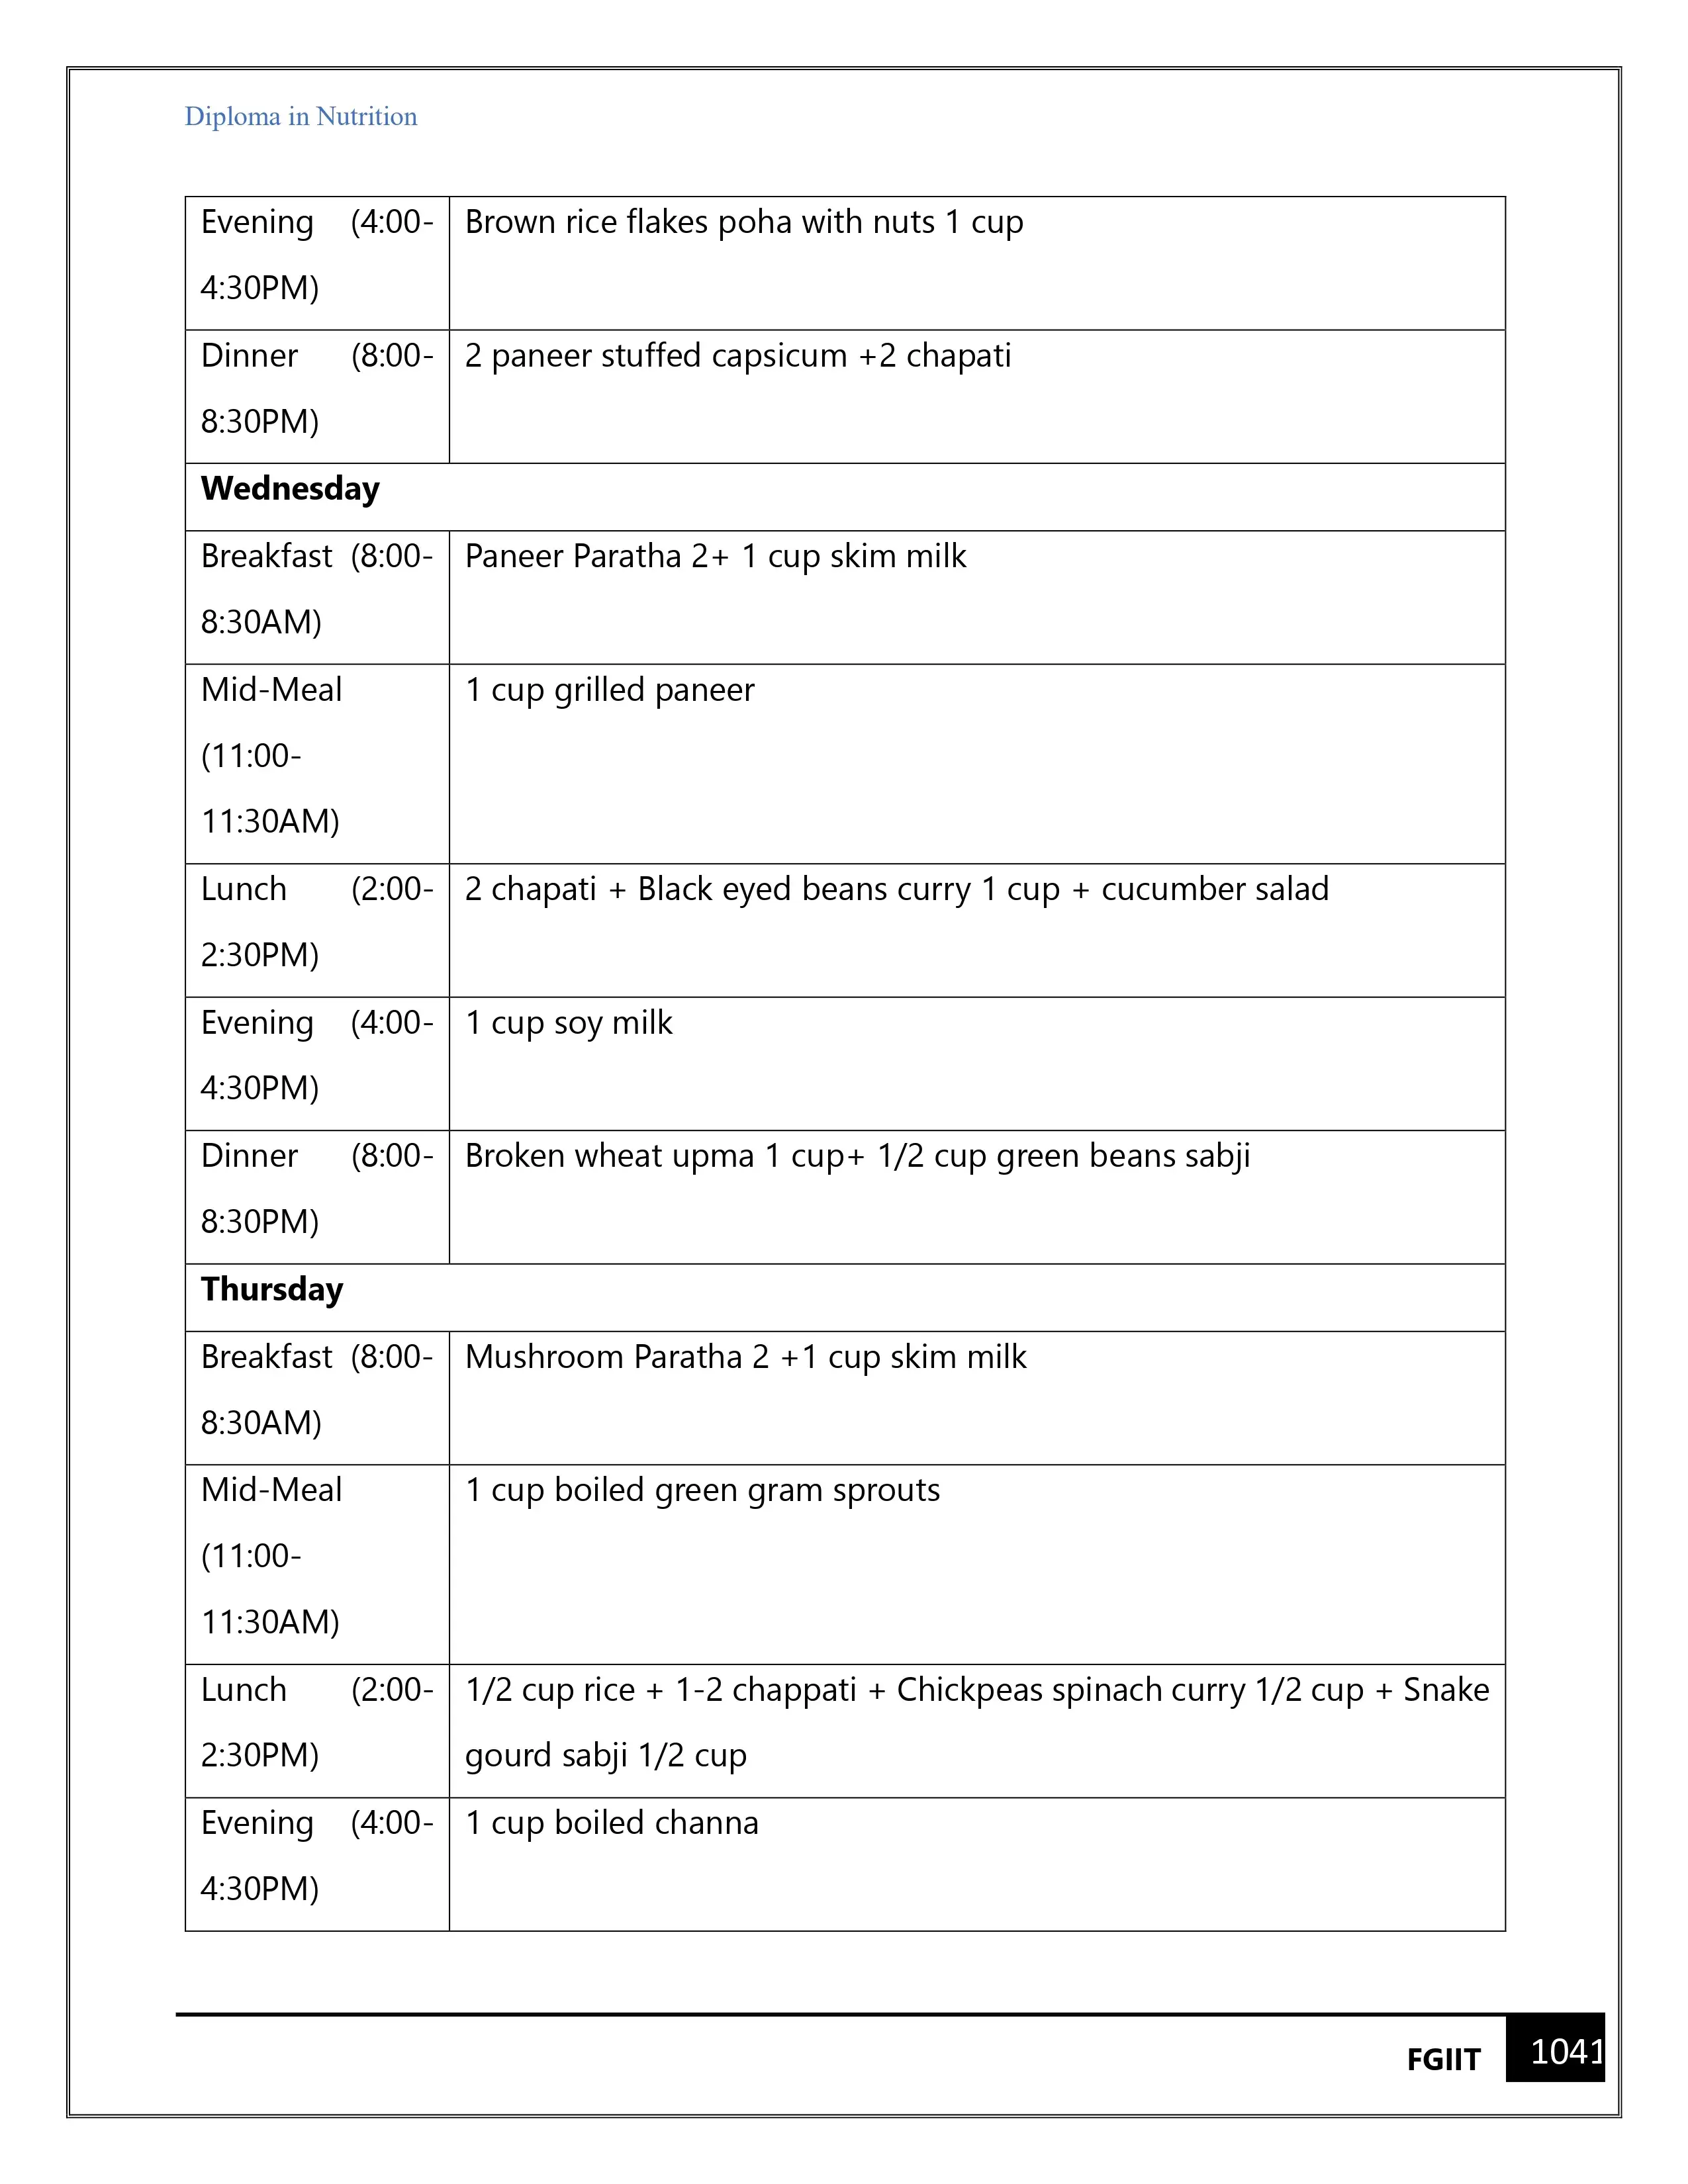 Diploma in Nutrition
Evening (4:00-
4:30PM)
Brown rice flakes poha with nuts 1 cup
Dinner (8:00-
8:30PM)
2 paneer stuffed capsicum +2 chapati
Wednesday
Breakfast (8:00-
8:30AM)
Paneer Paratha 2+ 1 cup skim milk
Mid-Meal
(11:00-
11:30AM)
1 cup grilled paneer
Lunch (2:00-
2:30PM)
2 chapati + Black eyed beans curry 1 cup + cucumber salad
Evening (4:00-
4:30PM)
1 cup soy milk
Dinner (8:00-
8:30PM)
Broken wheat upma 1 cup+ 1/2 cup green beans sabji
Thursday
Breakfast (8:00-
8:30AM)
Mushroom Paratha 2 +1 cup skim milk
Mid-Meal
(11:00-
11:30AM)
1 cup boiled green gram sprouts
Lunch (2:00-
2:30PM)
1/2 cup rice + 1-2 chappati + Chickpeas spinach curry 1/2 cup + Snake
gourd sabji 1/2 cup
Evening (4:00-
4:30PM)
1 cup boiled channa
FGIIT 1041